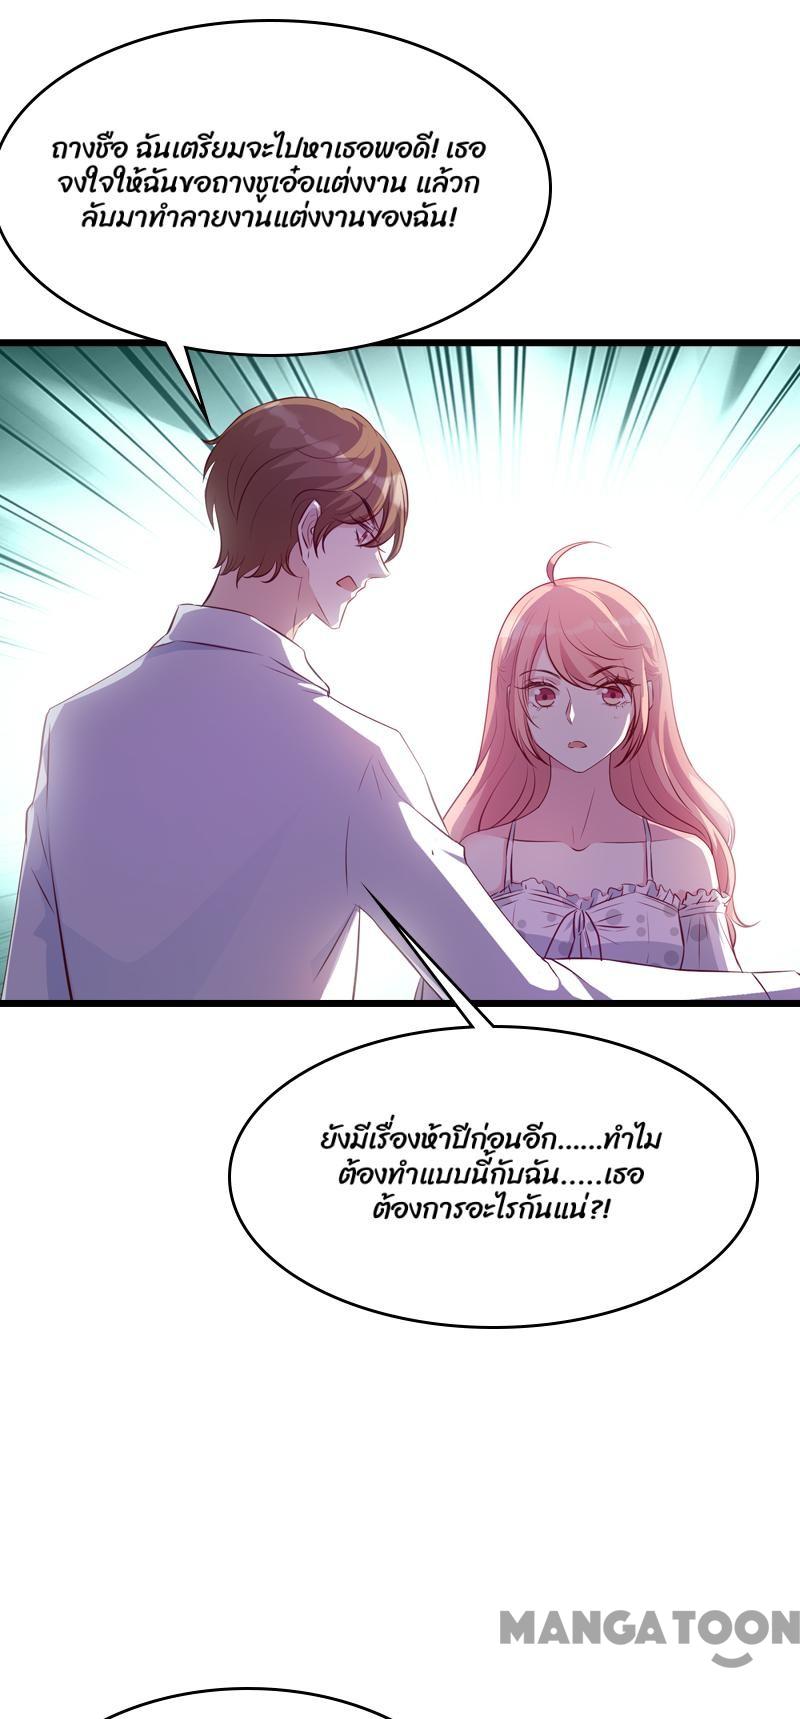 ถางชือ ฉันเตรียมจะไปหาเธอพอดี! เธอ
จงใจให้ฉันขอถางชูเอ๋อแต่งงาน แล้วก
ลับมาทำลายงานแต่งงานของฉัน!
ยังมีเรื่องห้าปีก่อนอีก......ทำไม
ต้องทำแบบนี้กับฉัน.....เธอ
ต้องการอะไรกันแน่?!
MANGATOON